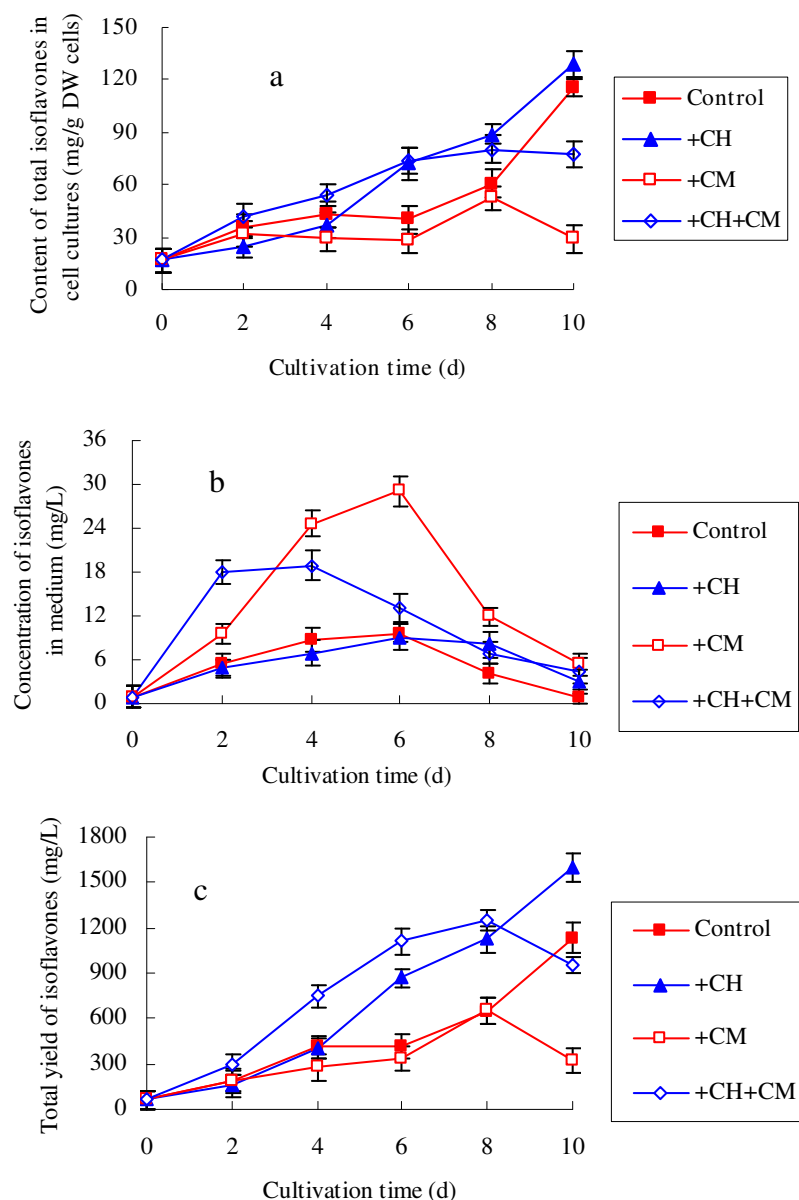 Content of total isoflavones in
cell cultures (mg/g DW cells)
150
120
90
60
30
0
a
0 2 4 6 8 10
Cultivation time (d)
Control
+CH
+CM
+CH+CM
Concentration of isoflavones
in medium (mg/L)
36
30
24
18
12
6
0
b
0 2 4 6 8 10
Cultivation time (d)
Control
+CH
+CM
+CH+CM
Total yield of isoflavones (mg/L)
1800
1500
1200
900
600
300
0
c
0 2 4 6 8 10
Cultivation time (d)
Control
+CH
+CM
+CH+CM